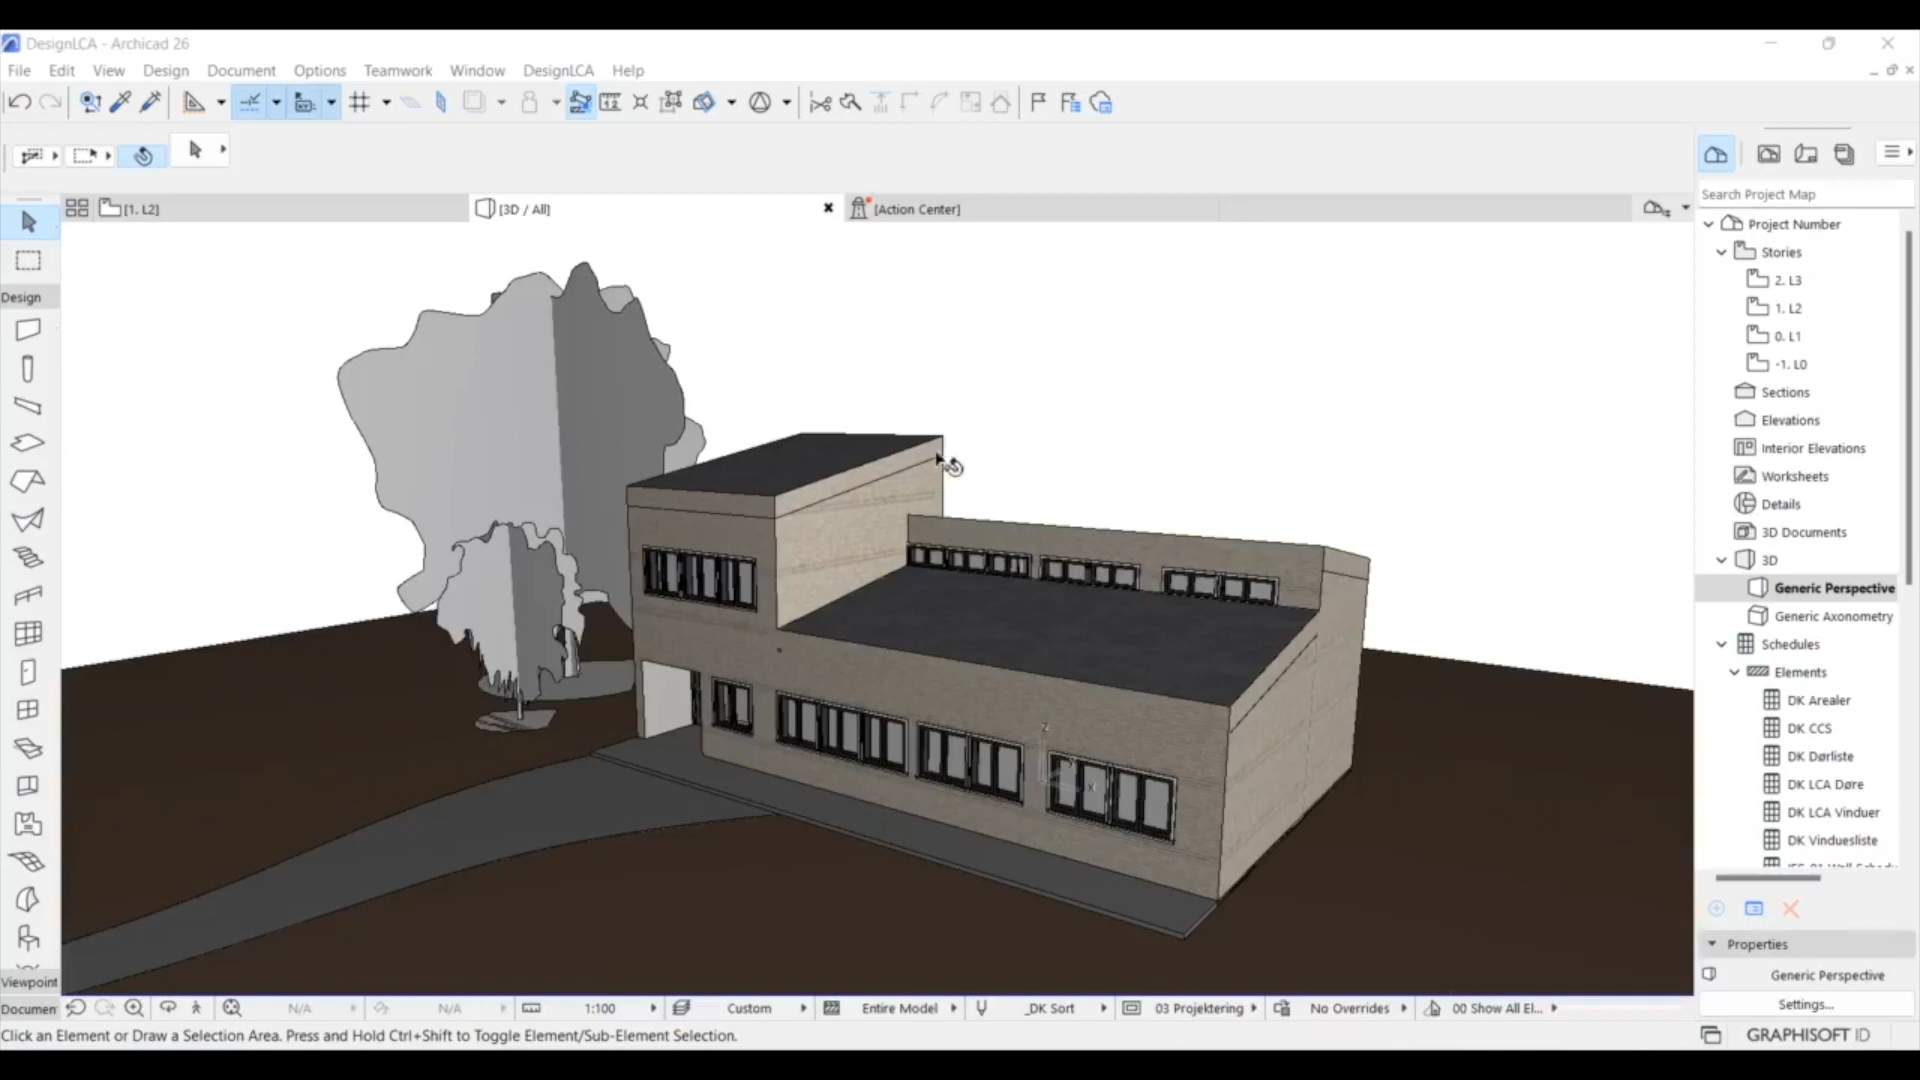 DesignLCA - Archicad 26
File Edit View Design Document Options Teamwork Window DesignLCA Help
[1. L2] [3D / All] [Action Center]
Search Project Map
Project Number
Stories
2. L3
1. L2
0. L1
-1. L0
Sections
Elevations
Interior Elevations
Worksheets
Details
3D Documents
3D
Generic Perspective
Generic Axonometry
Schedules
Elements
DK Arealer
DK CCS
DK Dørliste
DK LCA Døre
DK LCA Vinduer
DK Vinduesliste
Properties
Generic Perspective
Settings...
Design
z
y
x
Viewpoint
Documen N/A N/A 1:100 Custom Entire Model _DK Sort 03 Projektering No Overrides 00 Show All El...
Click an Element or Draw a Selection Area. Press and Hold Ctrl+Shift to Toggle Element/Sub-Element Selection.
GRAPHISOFT ID